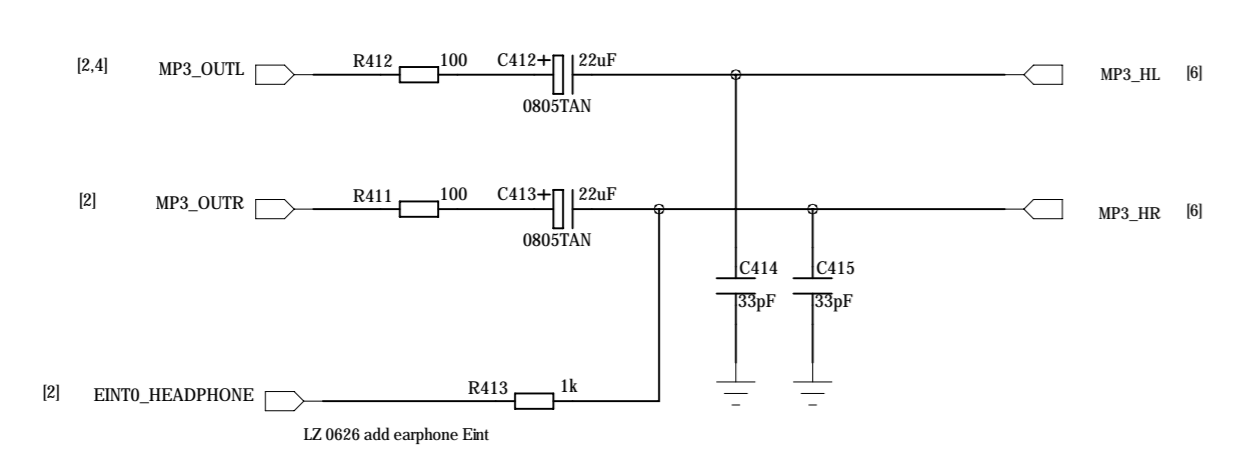 [2,4] MP3_OUTL R412 100 C412+ 22uF MP3_HL [6]
0805TAN
[2] MP3_OUTR R411 100 C413+ 22uF MP3_HR [6]
0805TAN
C414 C415
33pF 33pF
[2] EINT0_HEADPHONE R413 1k
LZ 0626 add earphone Eint